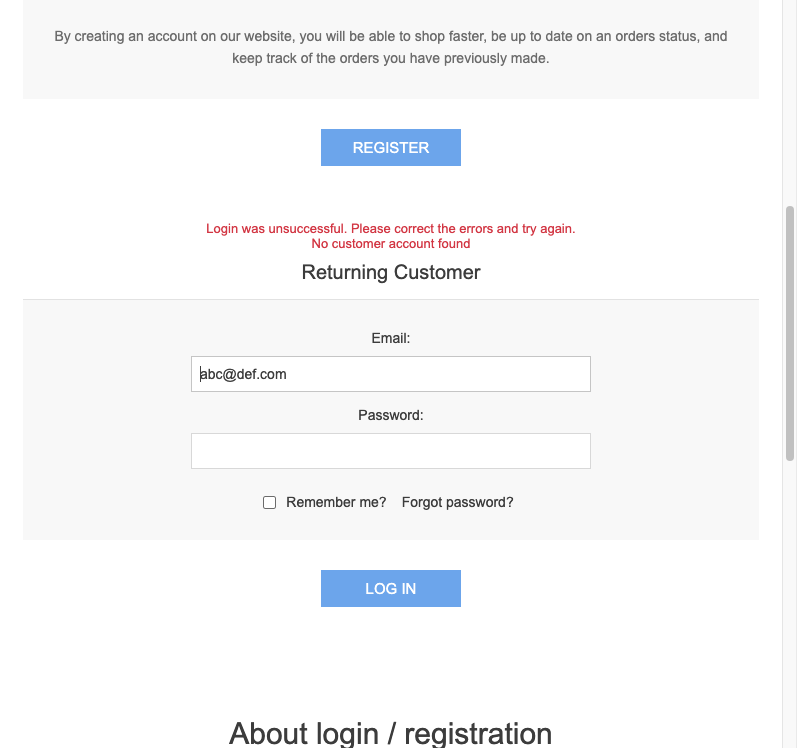 By creating an account on our website, you will be able to shop faster, be up to date on an orders status, and
keep track of the orders you have previously made.
REGISTER
Login was unsuccessful. Please correct the errors and try again.
No customer account found
Returning Customer
Email:
abc@def.com
Password:
Remember me? Forgot password?
LOG IN
About login / registration